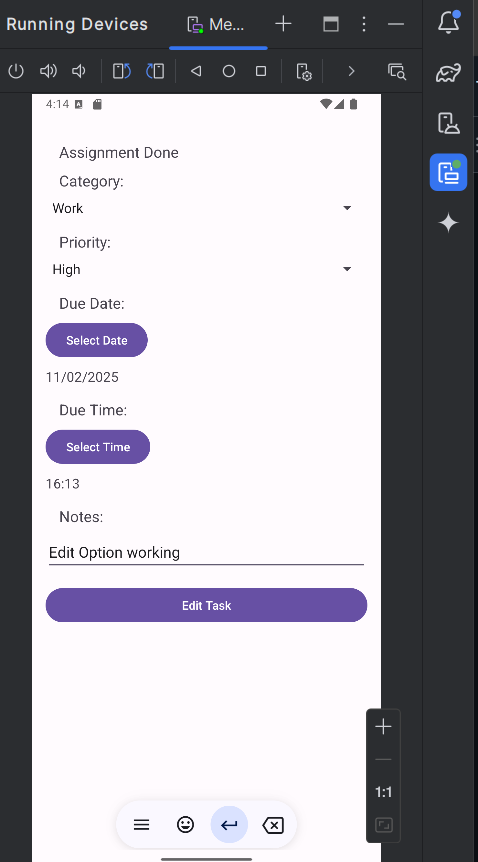 Running Devices
Me...
4:14
Assignment Done
Category:
Work
Priority:
High
Due Date:
Select Date
11/02/2025
Due Time:
Select Time
16:13
Notes:
Edit Option working
Edit Task
1:1